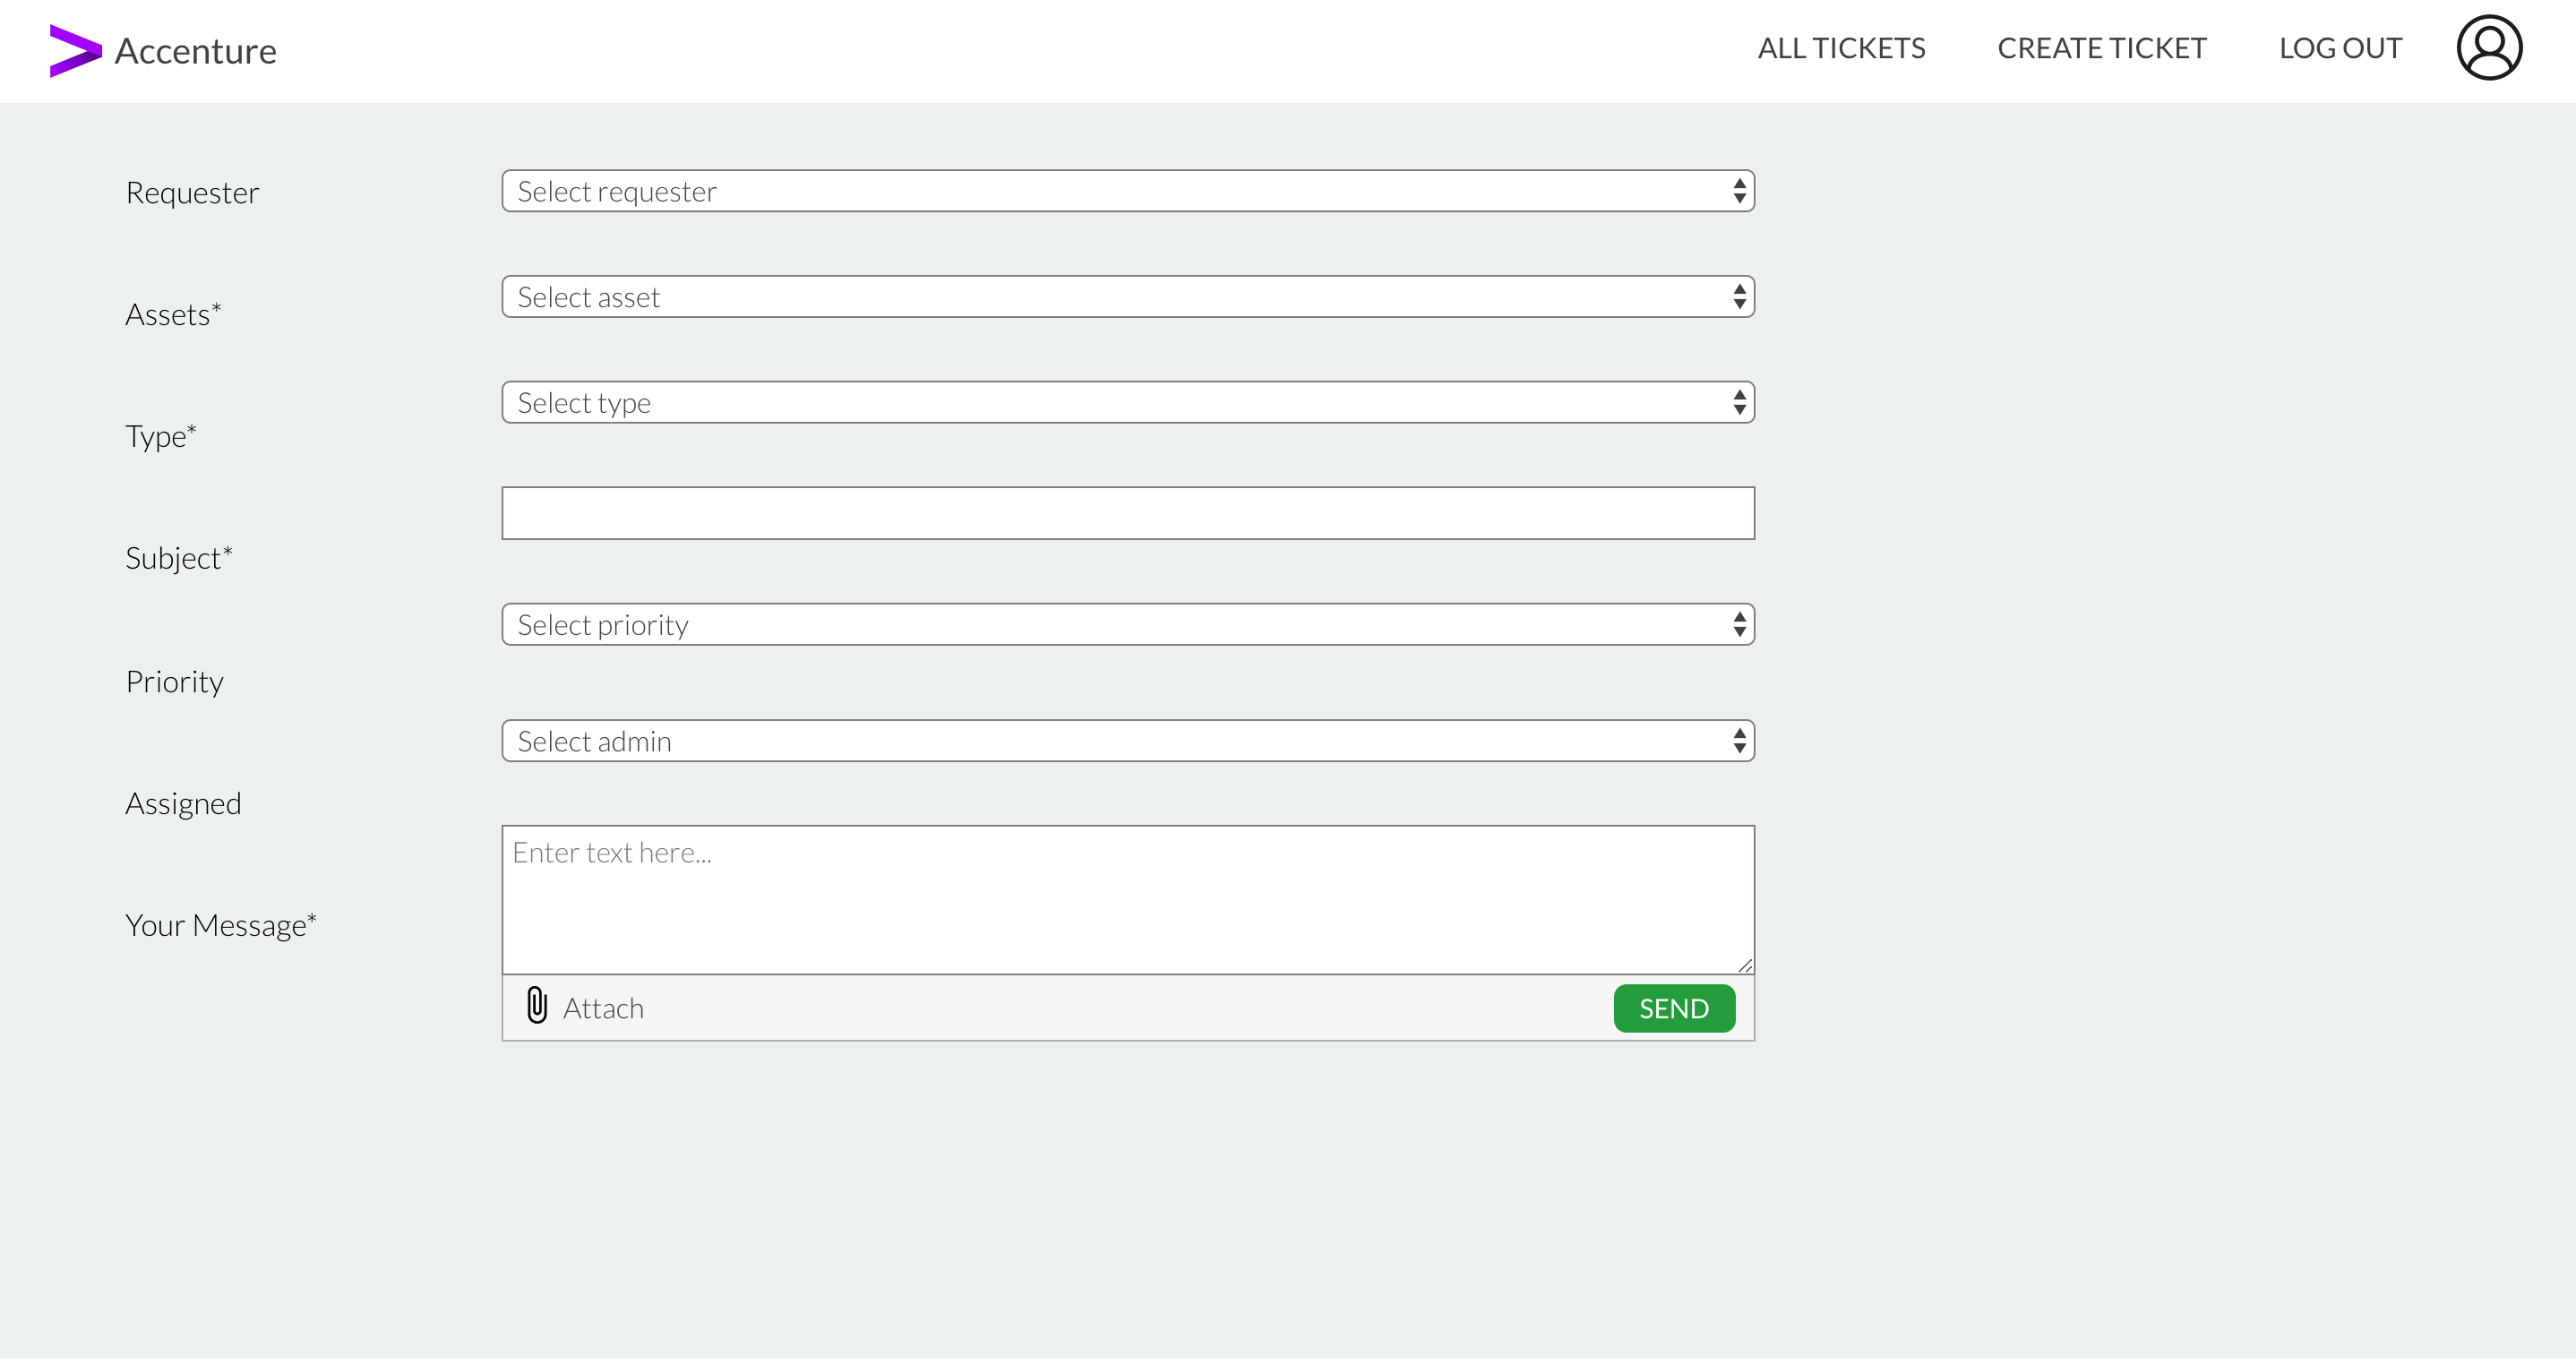 Accenture
ALL TICKETS
CREATE TICKET
LOG OUT
Requester
Select requester
Assets*
Select asset
Type*
Select type
Subject*
Priority
Select priority
Assigned
Select admin
Your Message*
Enter text here...
Attach
SEND